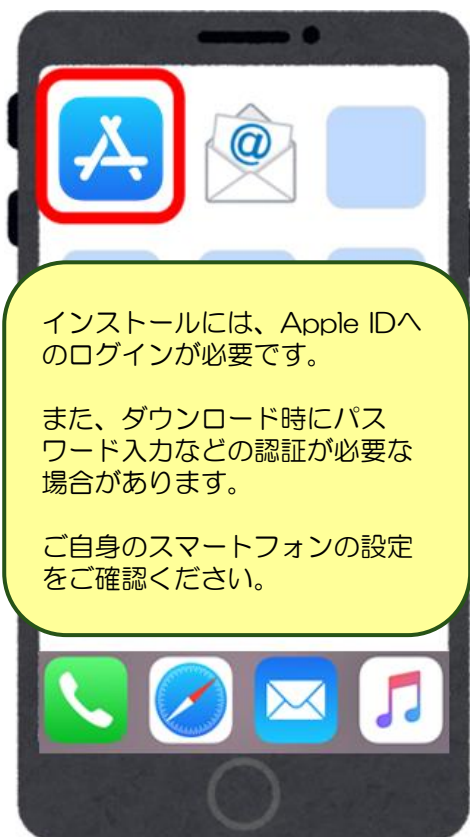 @
インストールには、Apple IDへ
のログインが必要です。
また、ダウンロード時にパス
ワード入力などの認証が必要な
場合があります。
ご自身のスマートフォンの設定
をご確認ください。